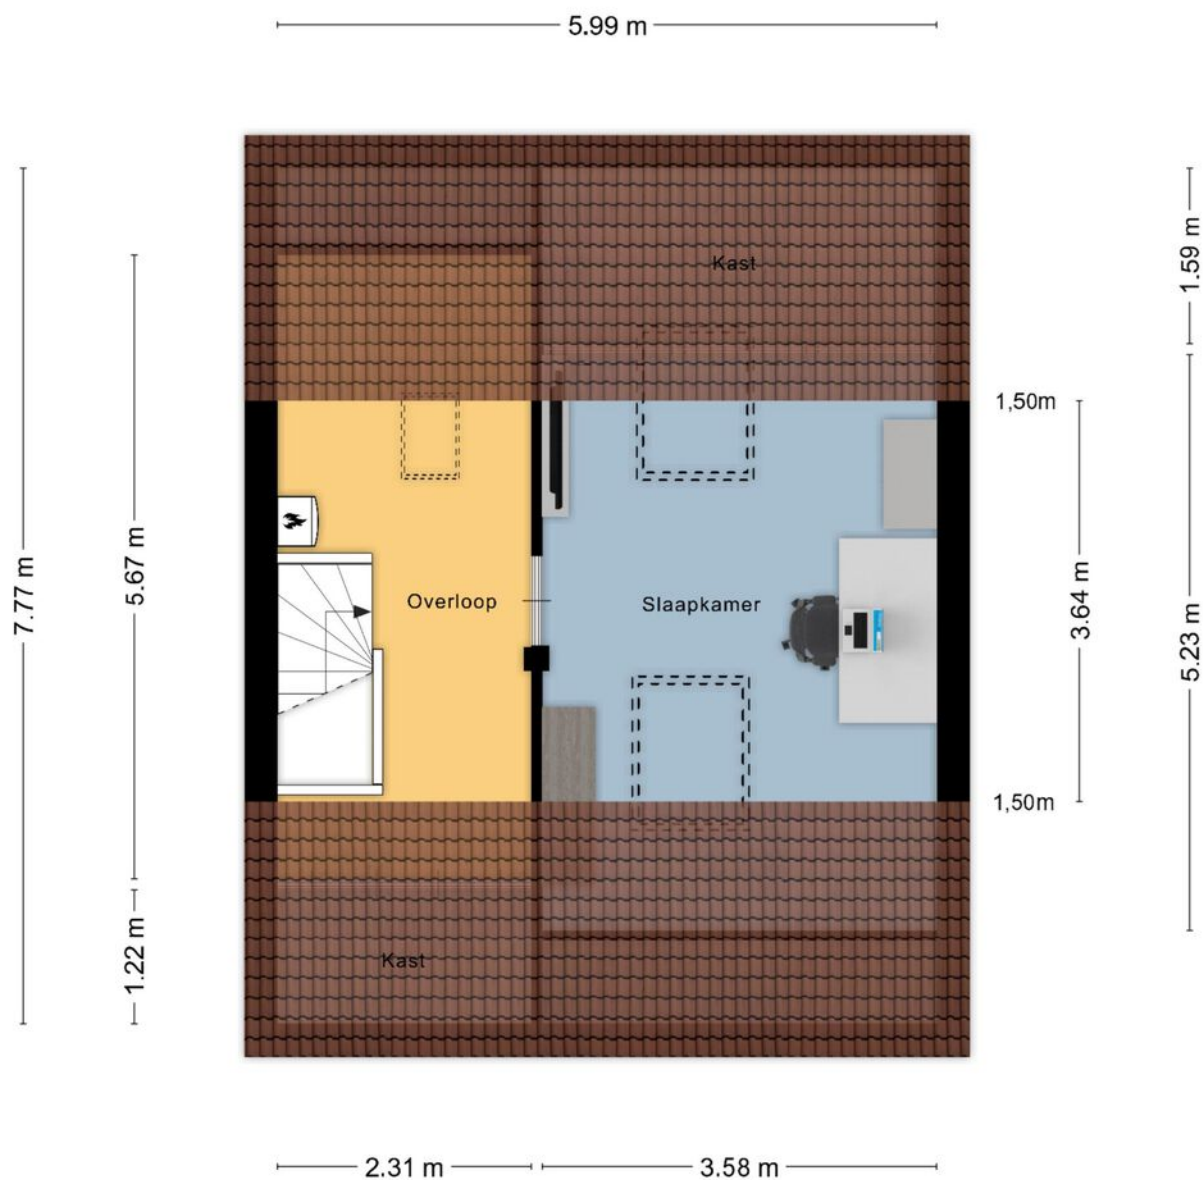 5.99 m
Kast
1.59 m
1,50m
7.77 m
5.67 m
Overloop
Slaapkamer
3.64 m
5.23 m
1,50m
1.22 m
Kast
2.31 m
3.58 m